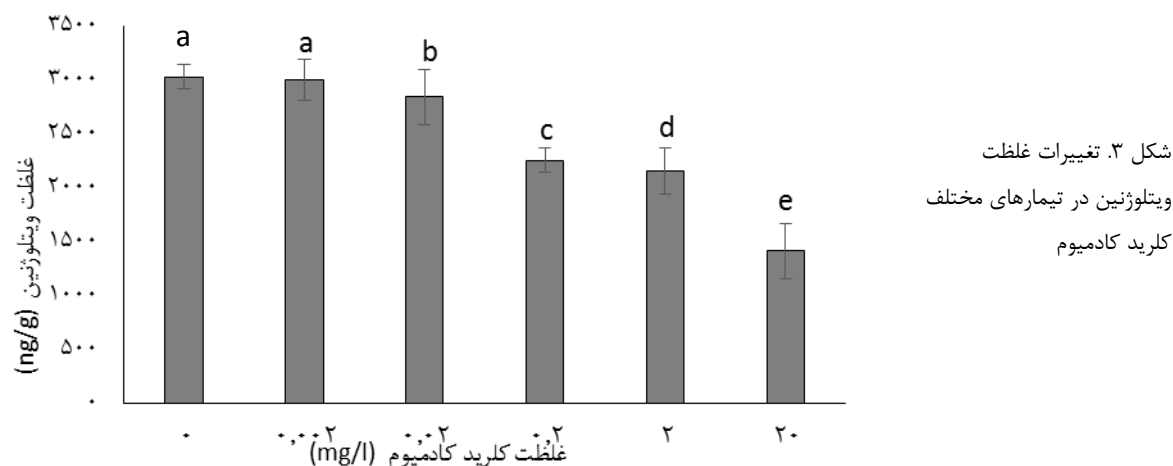 ۳۵۰۰
۳۰۰۰
۲۵۰۰
۲۰۰۰
۱۵۰۰
۱۰۰۰
۵۰۰
۰
غلظت ویتلوژنین (ng/g)
a
a
b
c
d
e
۰
۰,۰۰۲
۰,۰۲
۰,۲
۲
۲۰
غلظت کلرید کادمیوم (mg/l)
شکل ۳. تغییرات غلظت
ویتلوژنین در تیمارهای مختلف
کلرید کادمیوم